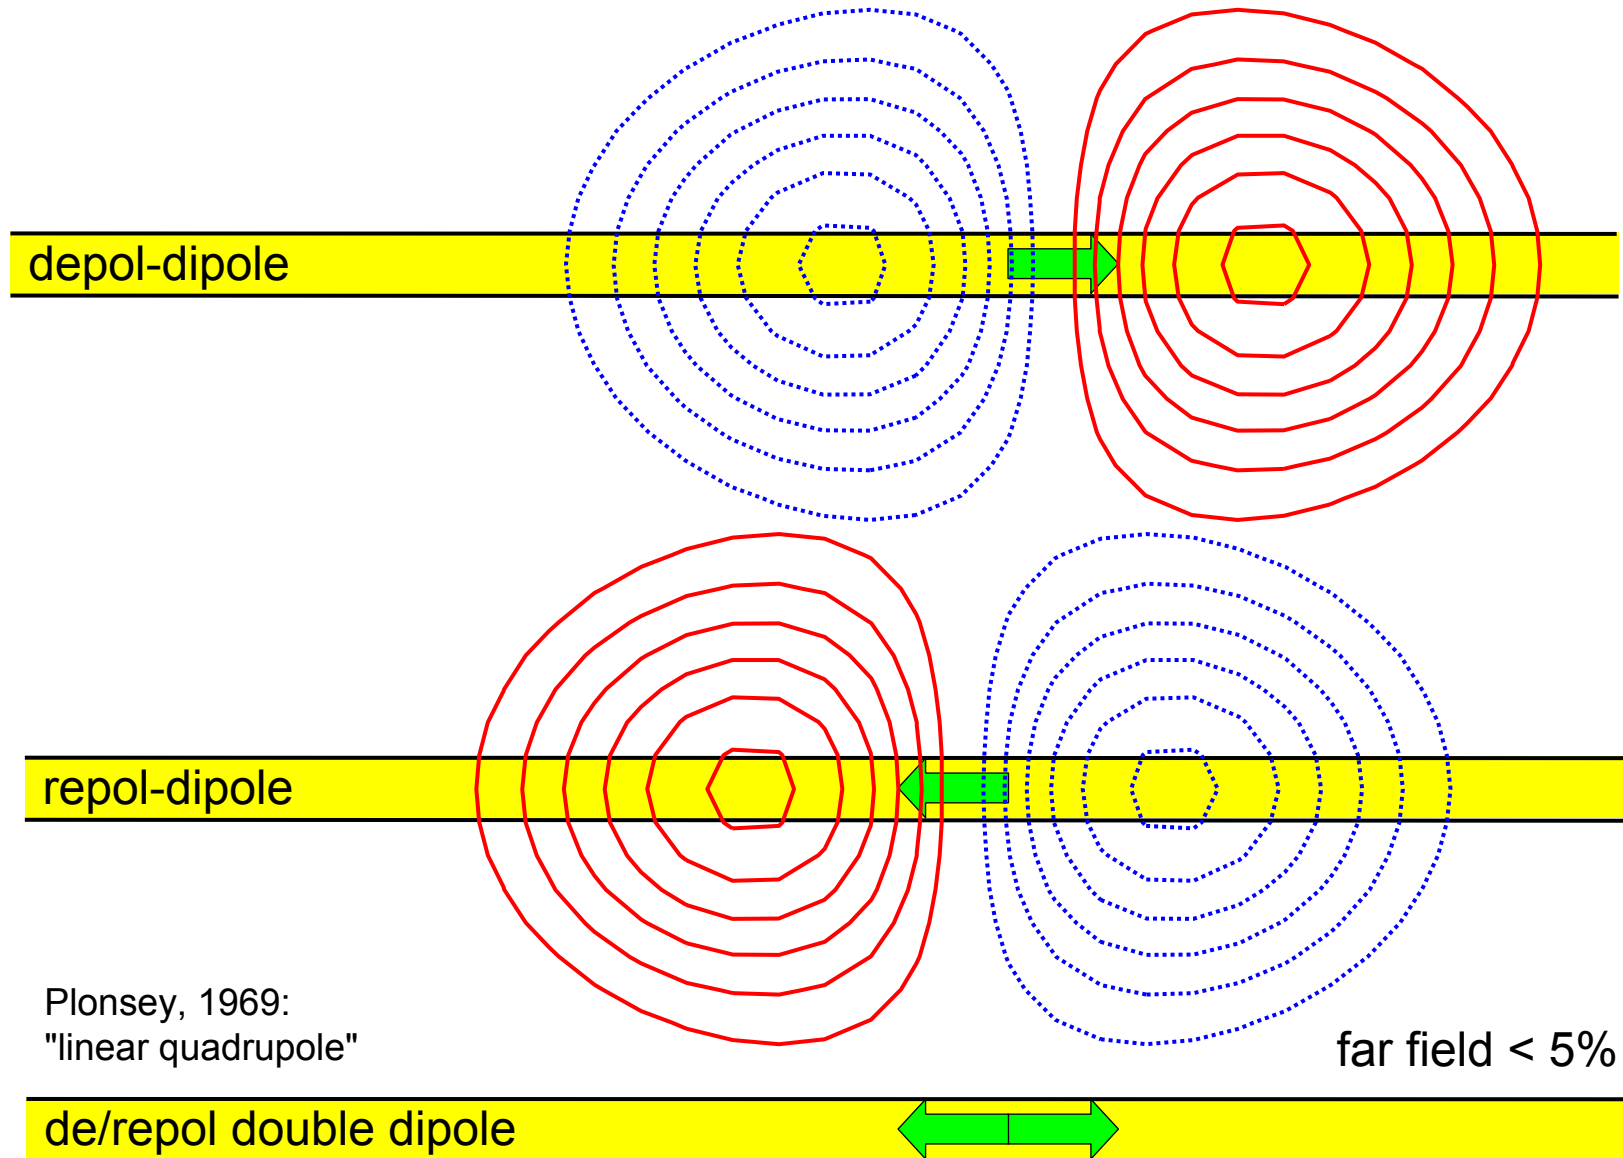 depol-dipole
repol-dipole
Plonsey, 1969:
"linear quadrupole"
far field < 5%
de/repol double dipole